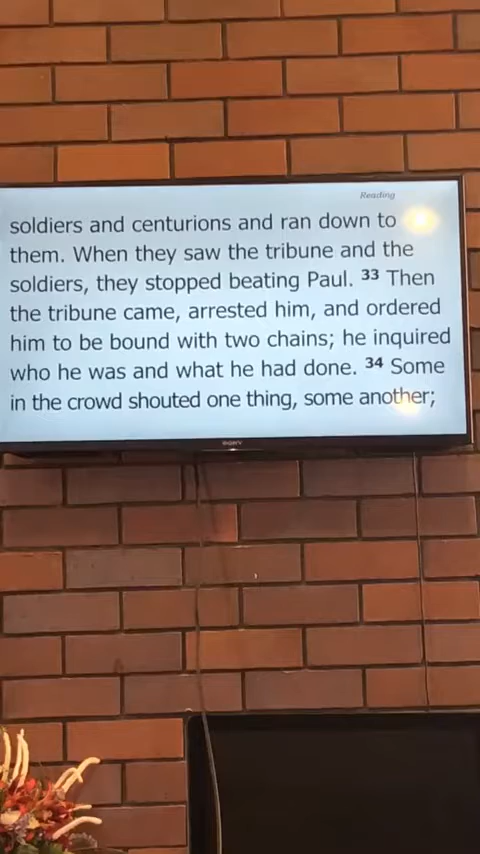 Reading
soldiers and centurions and ran down to
them. When they saw the tribune and the
soldiers, they stopped beating Paul. 33 Then
the tribune came, arrested him, and ordered
him to be bound with two chains; he inquired
who he was and what he had done. 34 Some
in the crowd shouted one thing, some another;
SONY